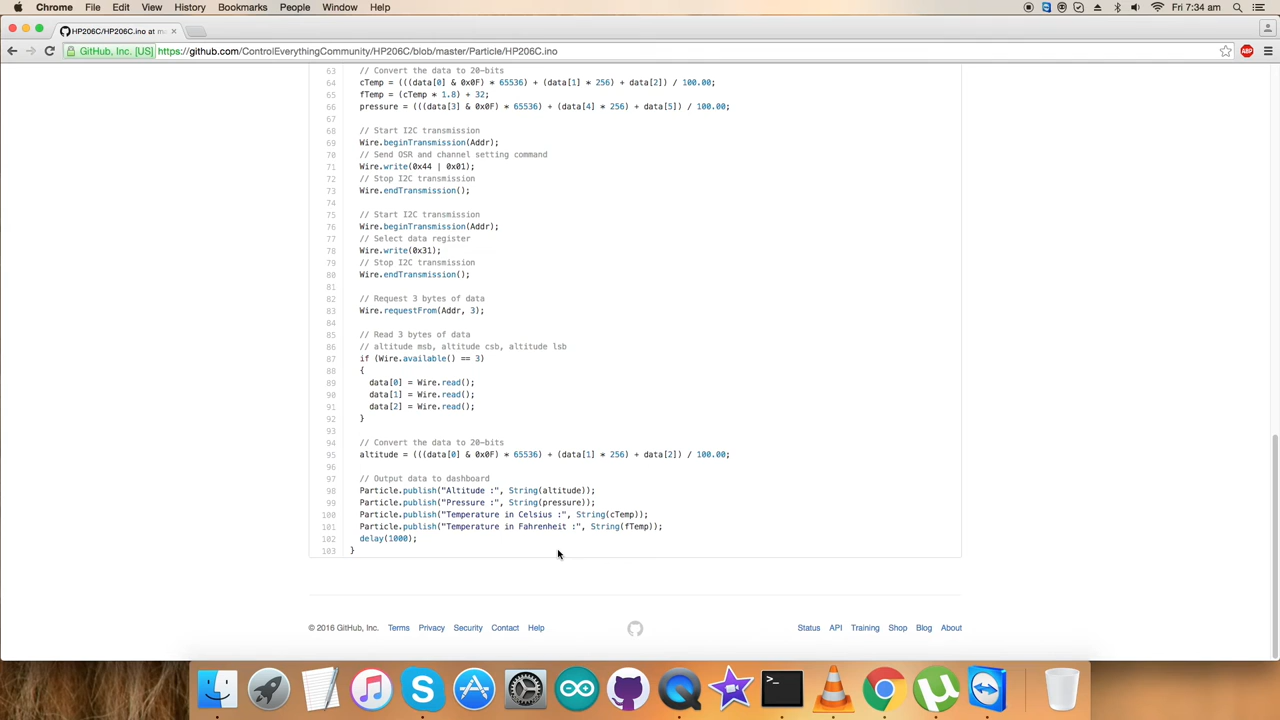 Chrome File Edit View History Bookmarks People Window Help Fri 7:34 am
HP206C/HP206C.ino at ma
GitHub, Inc. [US] https://github.com/ControlEverythingCommunity/HP206C/blob/master/Particle/HP206C.ino
ABP
63 // Convert the data to 20-bits
64 cTemp = (((data[0] & 0x0F) * 65536) + (data[1] * 256) + data[2]) / 100.00;
65 fTemp = (cTemp * 1.8) + 32;
66 pressure = (((data[3] & 0x0F) * 65536) + (data[4] * 256) + data[5]) / 100.00;
67
68 // Start I2C transmission
69 Wire.beginTransmission(Addr);
70 // Send OSR and channel setting command
71 Wire.write(0x44 | 0x01);
72 // Stop I2C transmission
73 Wire.endTransmission();
74
75 // Start I2C transmission
76 Wire.beginTransmission(Addr);
77 // Select data register
78 Wire.write(0x31);
79 // Stop I2C transmission
80 Wire.endTransmission();
81
82 // Request 3 bytes of data
83 Wire.requestFrom(Addr, 3);
84
85 // Read 3 bytes of data
86 // altitude msb, altitude csb, altitude lsb
87 if (Wire.available() == 3)
88 {
89 data[0] = Wire.read();
90 data[1] = Wire.read();
91 data[2] = Wire.read();
92 }
93
94 // Convert the data to 20-bits
95 altitude = (((data[0] & 0x0F) * 65536) + (data[1] * 256) + data[2]) / 100.00;
96
97 // Output data to dashboard
98 Particle.publish("Altitude :", String(altitude));
99 Particle.publish("Pressure :", String(pressure));
100 Particle.publish("Temperature in Celsius :", String(cTemp));
101 Particle.publish("Temperature in Fahrenheit :", String(fTemp));
102 delay(1000);
103 }
© 2016 GitHub, Inc. Terms Privacy Security Contact Help Status API Training Shop Blog About